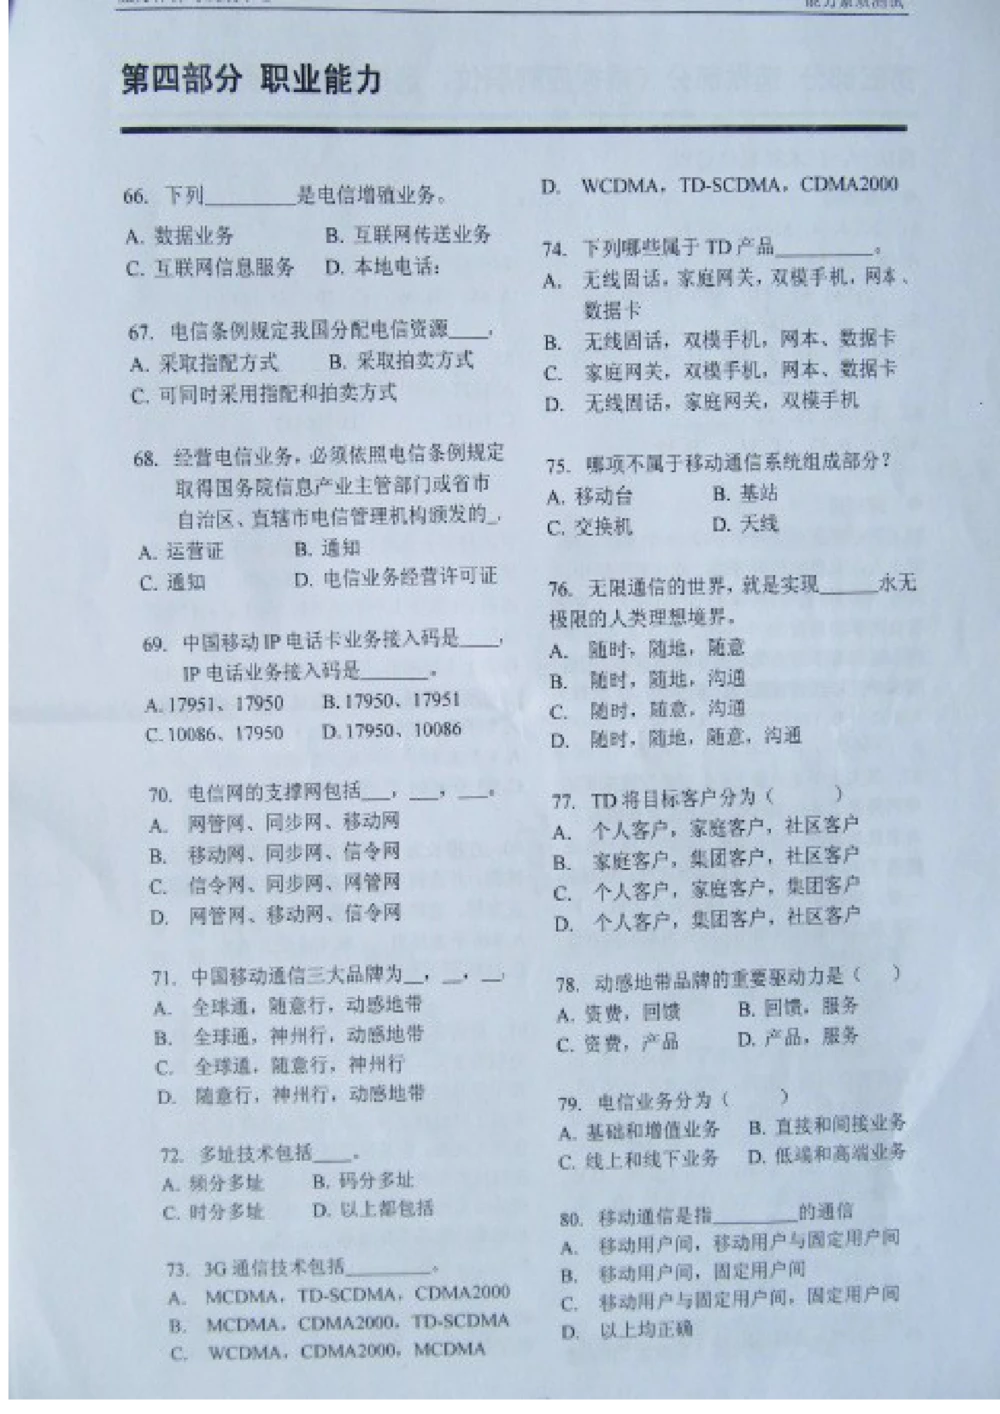 能力素质测试
第四部分 职业能力
66. 下列________是电信增殖业务。
A. 数据业务 B. 互联网传送业务
C. 互联网信息服务 D. 本地电话:
67. 电信条例规定我国分配电信资源____,
A. 采取指配方式 B. 采取拍卖方式
C. 可同时采用指配和拍卖方式
68. 经营电信业务,必须依照电信条例规定
取得国务院信息产业主管部门或省市
自治区、直辖市电信管理机构颁发的_,
A. 运营证 B. 通知
C. 通知 D. 电信业务经营许可证
69. 中国移动IP电话卡业务接入码是____,
IP电话业务接入码是______。
A.17951、17950 B.17950、17951
C.10086、17950 D.17950、10086
70. 电信网的支撑网包括___,___,___。
A. 网管网、同步网、移动网
B. 移动网、同步网、信令网
C. 信令网、同步网、网管网
D. 网管网、移动网、信令网
71. 中国移动通信三大品牌为__,__,__,
A. 全球通,随意行,动感地带
B. 全球通,神州行,动感地带
C. 全球通,随意行,神州行
D. 随意行,神州行,动感地带
72. 多址技术包括____。
A. 频分多址 B. 码分多址
C. 时分多址 D. 以上都包括
73. 3G通信技术包括________。
A. MCDMA,TD-SCDMA,CDMA2000
B. MCDMA,CDMA2000,TD-SCDMA
C. WCDMA,CDMA2000,MCDMA
D. WCDMA,TD-SCDMA,CDMA2000
74. 下列哪些属于TD产品_________。
A. 无线固话,家庭网关,双模手机,网本、
数据卡
B. 无线固话,双模手机,网本、数据卡
C. 家庭网关,双模手机,网本、数据卡
D. 无线固话,家庭网关,双模手机
75. 哪项不属于移动通信系统组成部分?
A. 移动台 B. 基站
C. 交换机 D. 天线
76. 无限通信的世界,就是实现_____永无
极限的人类理想境界。
A. 随时,随地,随意
B. 随时,随地,沟通
C. 随时,随意,沟通
D. 随时,随地,随意,沟通
77. TD将目标客户分为( )
A. 个人客户,家庭客户,社区客户
B. 家庭客户,集团客户,社区客户
C. 个人客户,家庭客户,集团客户
D. 个人客户,集团客户,社区客户
78. 动感地带品牌的重要驱动力是( )
A. 资费,回馈 B. 回馈,服务
C. 资费,产品 D. 产品,服务
79. 电信业务分为( )
A. 基础和增值业务 B. 直接和间接业务
C. 线上和线下业务 D. 低端和高端业务
80. 移动通信是指________的通信
A. 移动用户间,移动用户与固定用户间
B. 移动用户间,固定用户间
C. 移动用户与固定用户间,固定用户间
D. 以上均正确